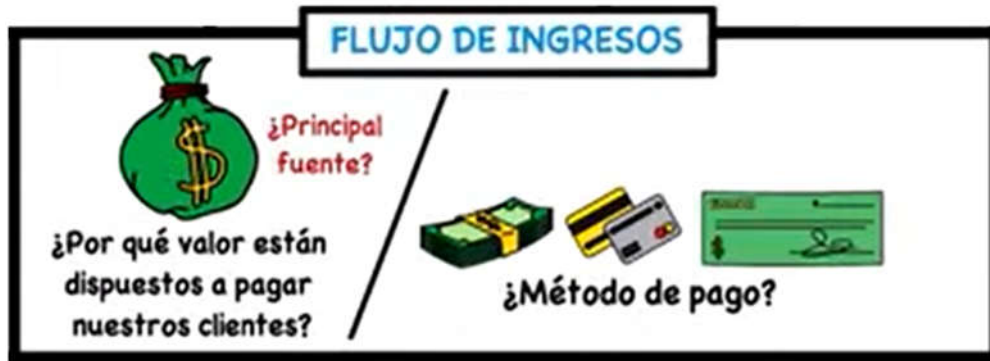 FLUJO DE INGRESOS
¿Principal
fuente?
¿Por qué valor están
dispuestos a pagar
nuestros clientes?
¿Método de pago?